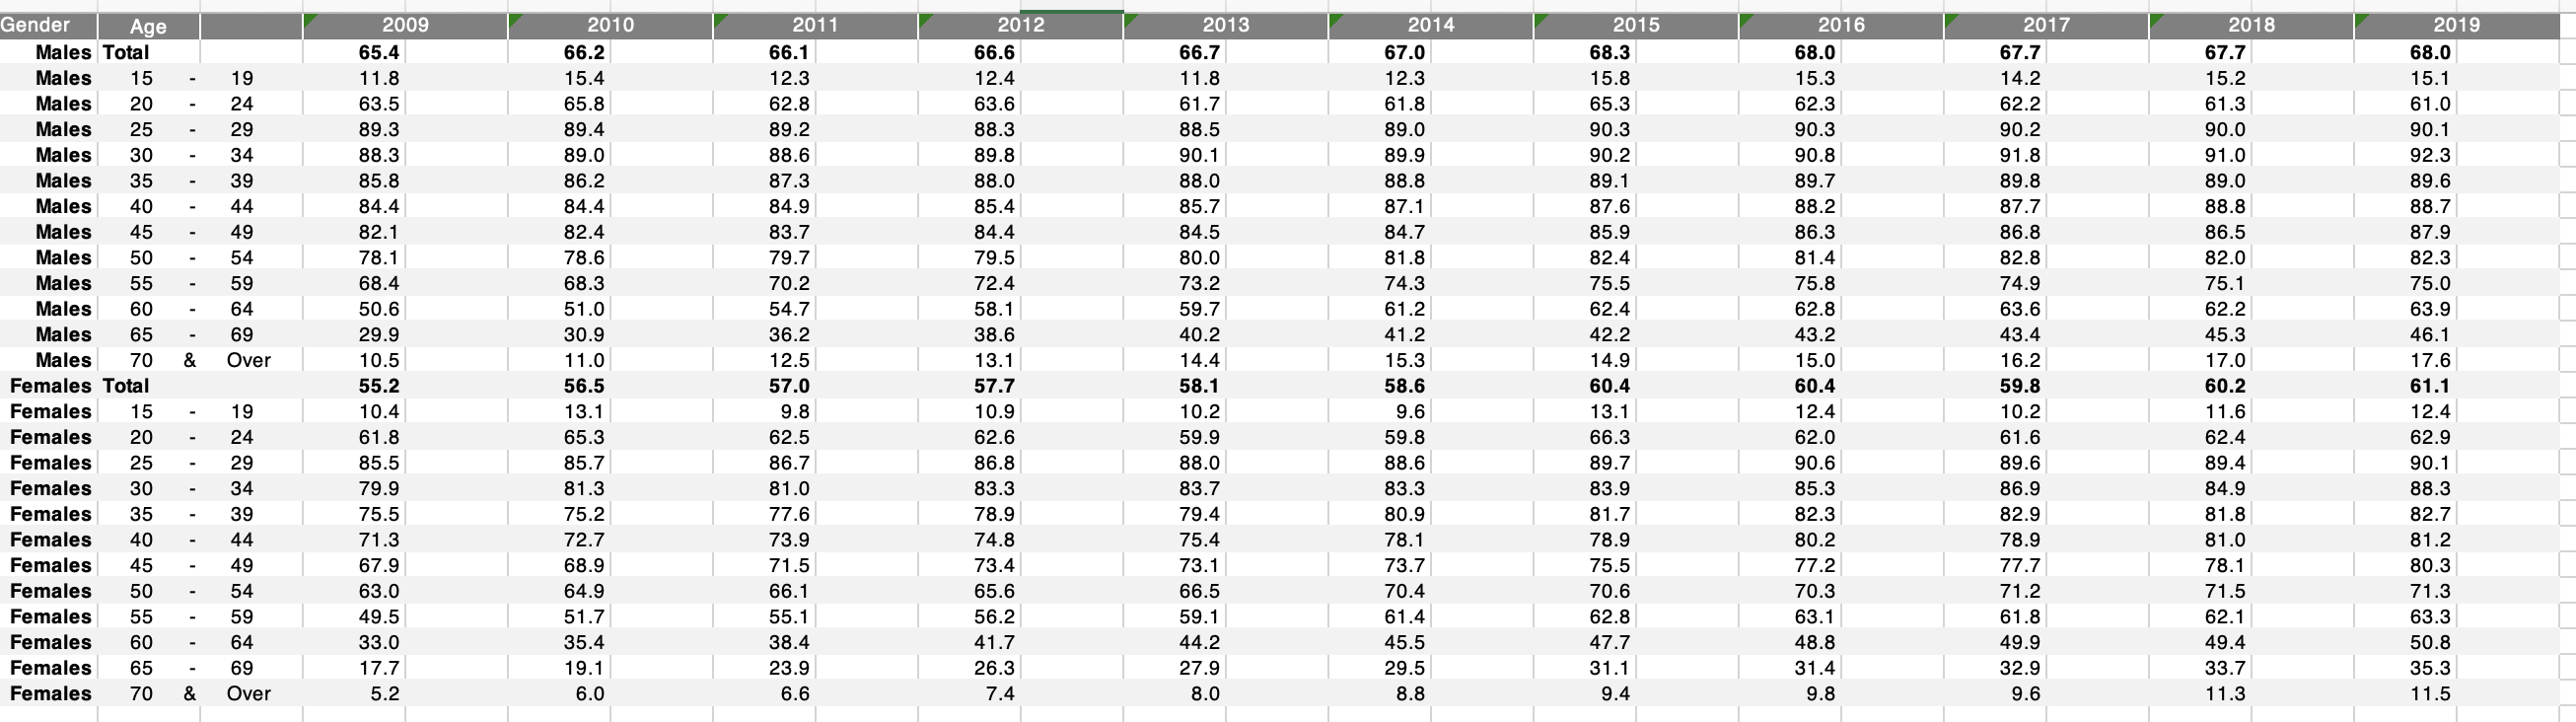 Gender Age 2009 2010 2011 2012 2013 2014 2015 2016 2017 2018 2019
Males Total 65.4 66.2 66.1 66.6 66.7 67.0 68.3 68.0 67.7 67.7 68.0
Males 15 - 19 11.8 15.4 12.3 12.4 11.8 12.3 15.8 15.3 14.2 15.2 15.1
Males 20 - 24 63.5 65.8 62.8 63.6 61.7 61.8 65.3 62.3 62.2 61.3 61.0
Males 25 - 29 89.3 89.4 89.2 88.3 88.5 89.0 90.3 90.3 90.2 90.0 90.1
Males 30 - 34 88.3 89.0 88.6 89.8 90.1 89.9 90.2 90.8 91.8 91.0 92.3
Males 35 - 39 85.8 86.2 87.3 88.0 88.0 88.8 89.1 89.7 89.8 89.0 89.6
Males 40 - 44 84.4 84.4 84.9 85.4 85.7 87.1 87.6 88.2 87.7 88.8 88.7
Males 45 - 49 82.1 82.4 83.7 84.4 84.5 84.7 85.9 86.3 86.8 86.5 87.9
Males 50 - 54 78.1 78.6 79.7 79.5 80.0 81.8 82.4 81.4 82.8 82.0 82.3
Males 55 - 59 68.4 68.3 70.2 72.4 73.2 74.3 75.5 75.8 74.9 75.1 75.0
Males 60 - 64 50.6 51.0 54.7 58.1 59.7 61.2 62.4 62.8 63.6 62.2 63.9
Males 65 - 69 29.9 30.9 36.2 38.6 40.2 41.2 42.2 43.2 43.4 45.3 46.1
Males 70 & Over 10.5 11.0 12.5 13.1 14.4 15.3 14.9 15.0 16.2 17.0 17.6
Females Total 55.2 56.5 57.0 57.7 58.1 58.6 60.4 60.4 59.8 60.2 61.1
Females 15 - 19 10.4 13.1 9.8 10.9 10.2 9.6 13.1 12.4 10.2 11.6 12.4
Females 20 - 24 61.8 65.3 62.5 62.6 59.9 59.8 66.3 62.0 61.6 62.4 62.9
Females 25 - 29 85.5 85.7 86.7 86.8 88.0 88.6 89.7 90.6 89.6 89.4 90.1
Females 30 - 34 79.9 81.3 81.0 83.3 83.7 83.3 83.9 85.3 86.9 84.9 88.3
Females 35 - 39 75.5 75.2 77.6 78.9 79.4 80.9 81.7 82.3 82.9 81.8 82.7
Females 40 - 44 71.3 72.7 73.9 74.8 75.4 78.1 78.9 80.2 78.9 81.0 81.2
Females 45 - 49 67.9 68.9 71.5 73.4 73.1 73.7 75.5 77.2 77.7 78.1 80.3
Females 50 - 54 63.0 64.9 66.1 65.6 66.5 70.4 70.6 70.3 71.2 71.5 71.3
Females 55 - 59 49.5 51.7 55.1 56.2 59.1 61.4 62.8 63.1 61.8 62.1 63.3
Females 60 - 64 33.0 35.4 38.4 41.7 44.2 45.5 47.7 48.8 49.9 49.4 50.8
Females 65 - 69 17.7 19.1 23.9 26.3 27.9 29.5 31.1 31.4 32.9 33.7 35.3
Females 70 & Over 5.2 6.0 6.6 7.4 8.0 8.8 9.4 9.8 9.6 11.3 11.5